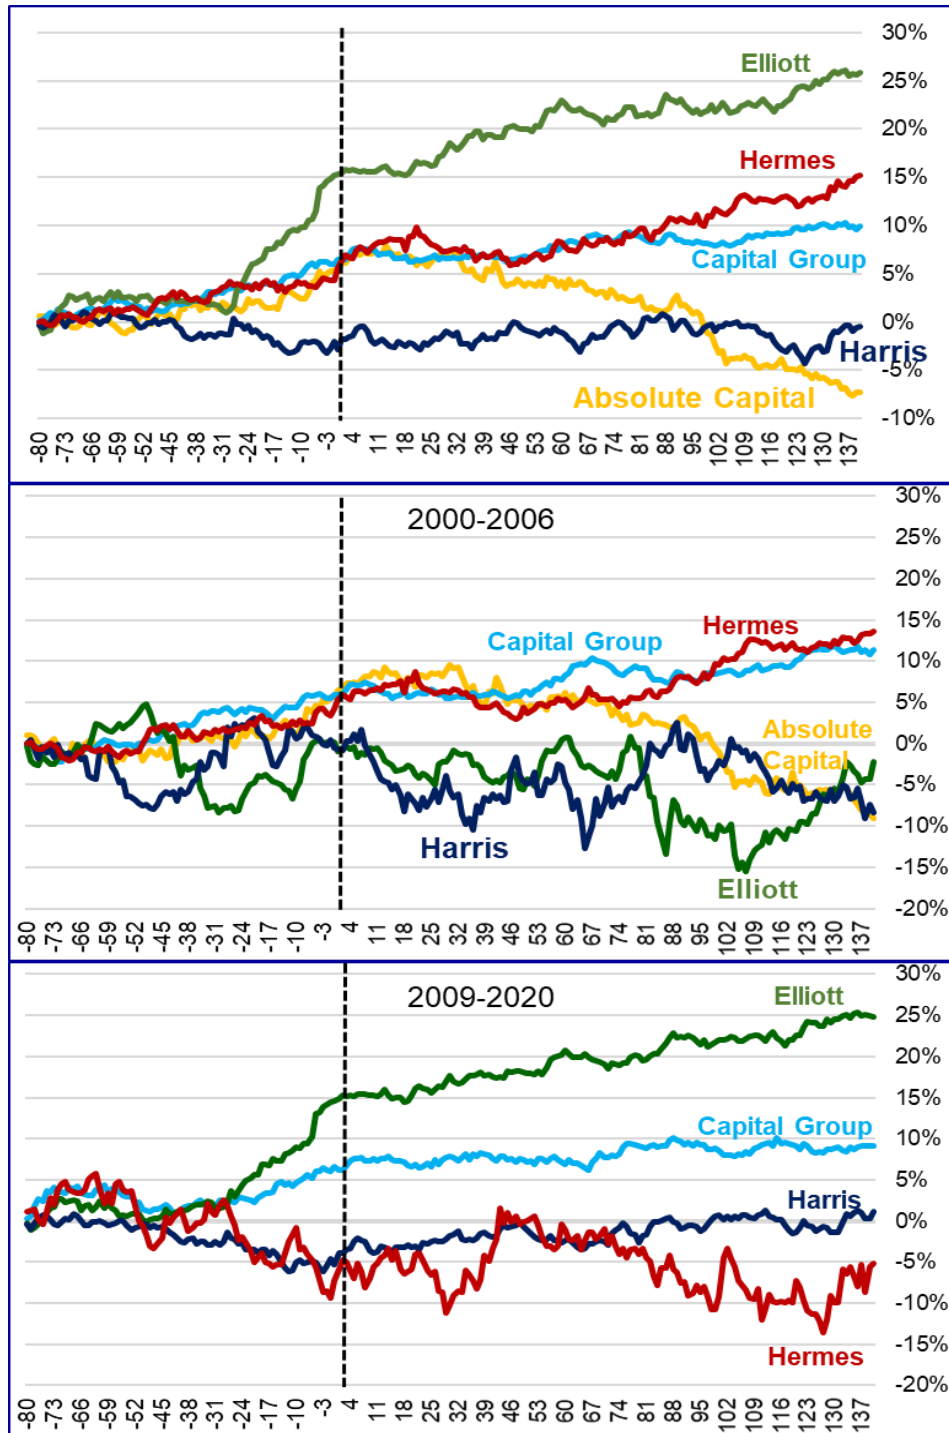 30%
Elliott
25%
20%
Hermes
15%
10%
Capital Group
5%
0%
Harris
-5%
Absolute Capital
-10%
-80 -73 -66 -59 -52 -45 -38 -31 -24 -17 -10 -3 4 11 18 25 32 39 46 53 60 67 74 81 88 95 102 109 116 123 130 137
30%
2000-2006
25%
20%
15%
Hermes
Capital Group
10%
5%
Absolute
0%
Capital
-5%
Harris
-10%
Elliott
-15%
-20%
-80 -73 -66 -59 -52 -45 -38 -31 -24 -17 -10 -3 4 11 18 25 32 39 46 53 60 67 74 81 88 95 102 109 116 123 130 137
30%
2009-2020
Elliott
25%
20%
15%
Capital Group
10%
5%
Harris
0%
-5%
-10%
-15%
Hermes
-20%
-80 -73 -66 -59 -52 -45 -38 -31 -24 -17 -10 -3 4 11 18 25 32 39 46 53 60 67 74 81 88 95 102 109 116 123 130 137